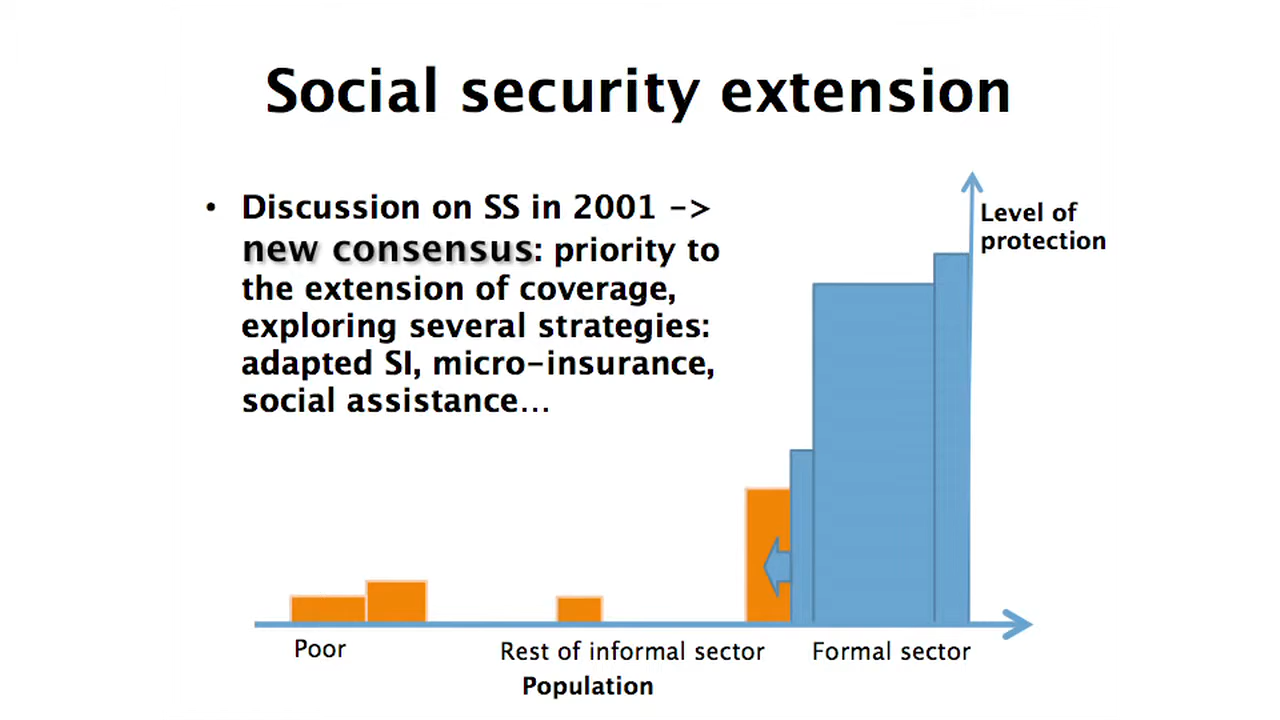 Social security extension
• Discussion on SS in 2001 ->
new consensus: priority to
the extension of coverage,
exploring several strategies:
adapted SI, micro-insurance,
social assistance…
Level of
protection
Poor
Rest of informal sector
Formal sector
Population